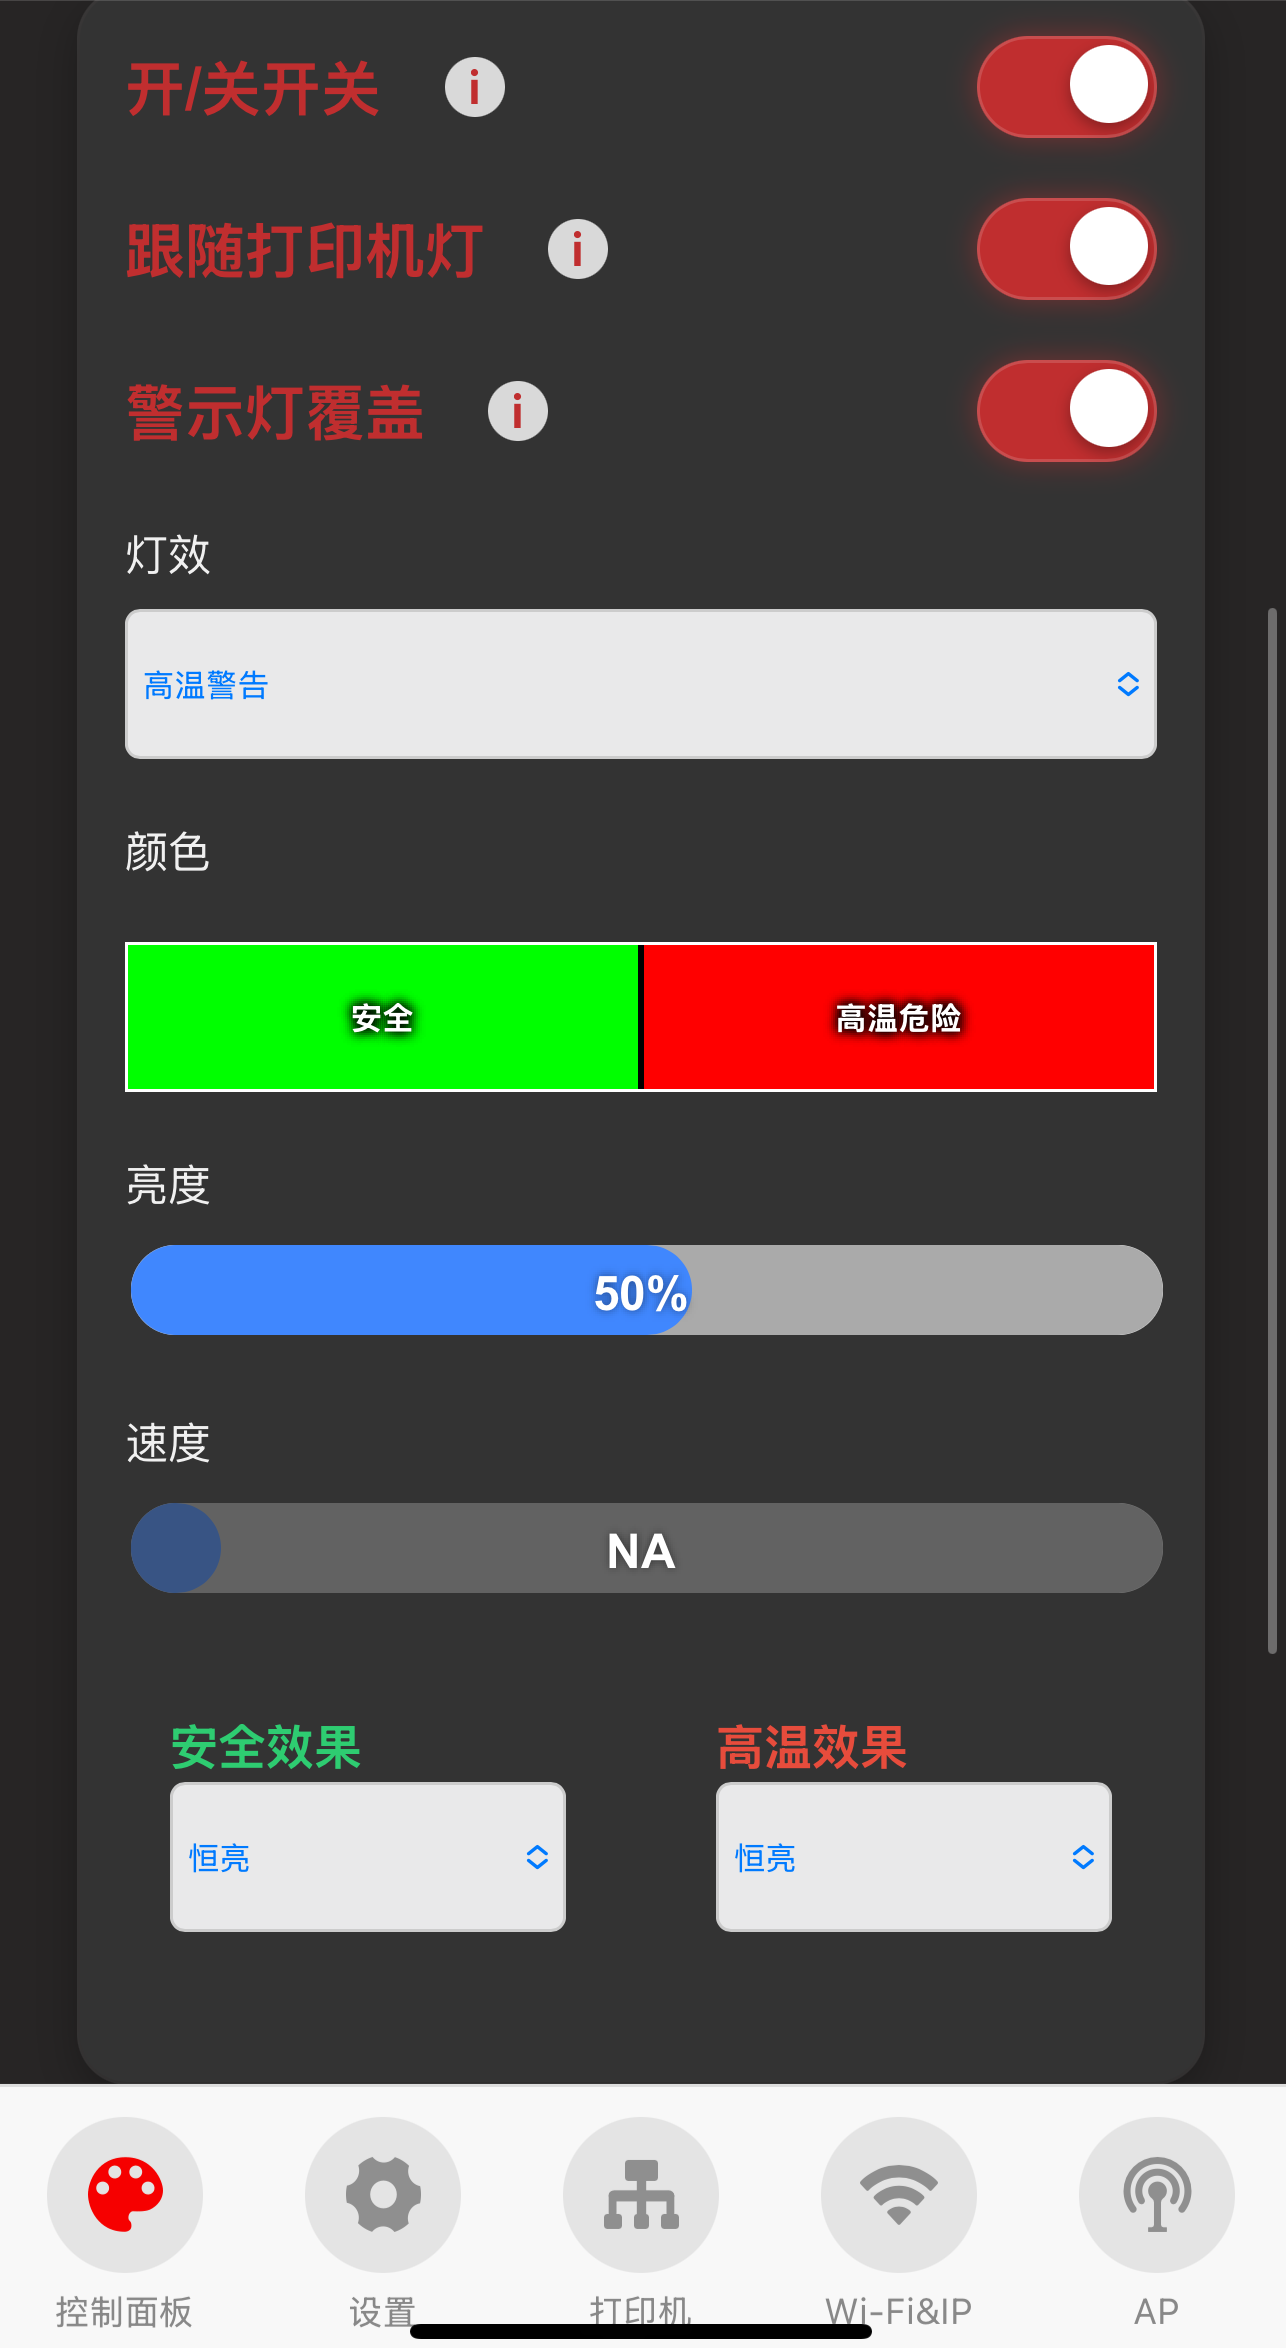 开/关开关 i
跟随打印机灯 i
警示灯覆盖 i
灯效
高温警告
颜色
安全 高温危险
亮度
50%
速度
NA
安全效果 高温效果
恒亮 恒亮
控制面板 设置 打印机 Wi-Fi&IP AP